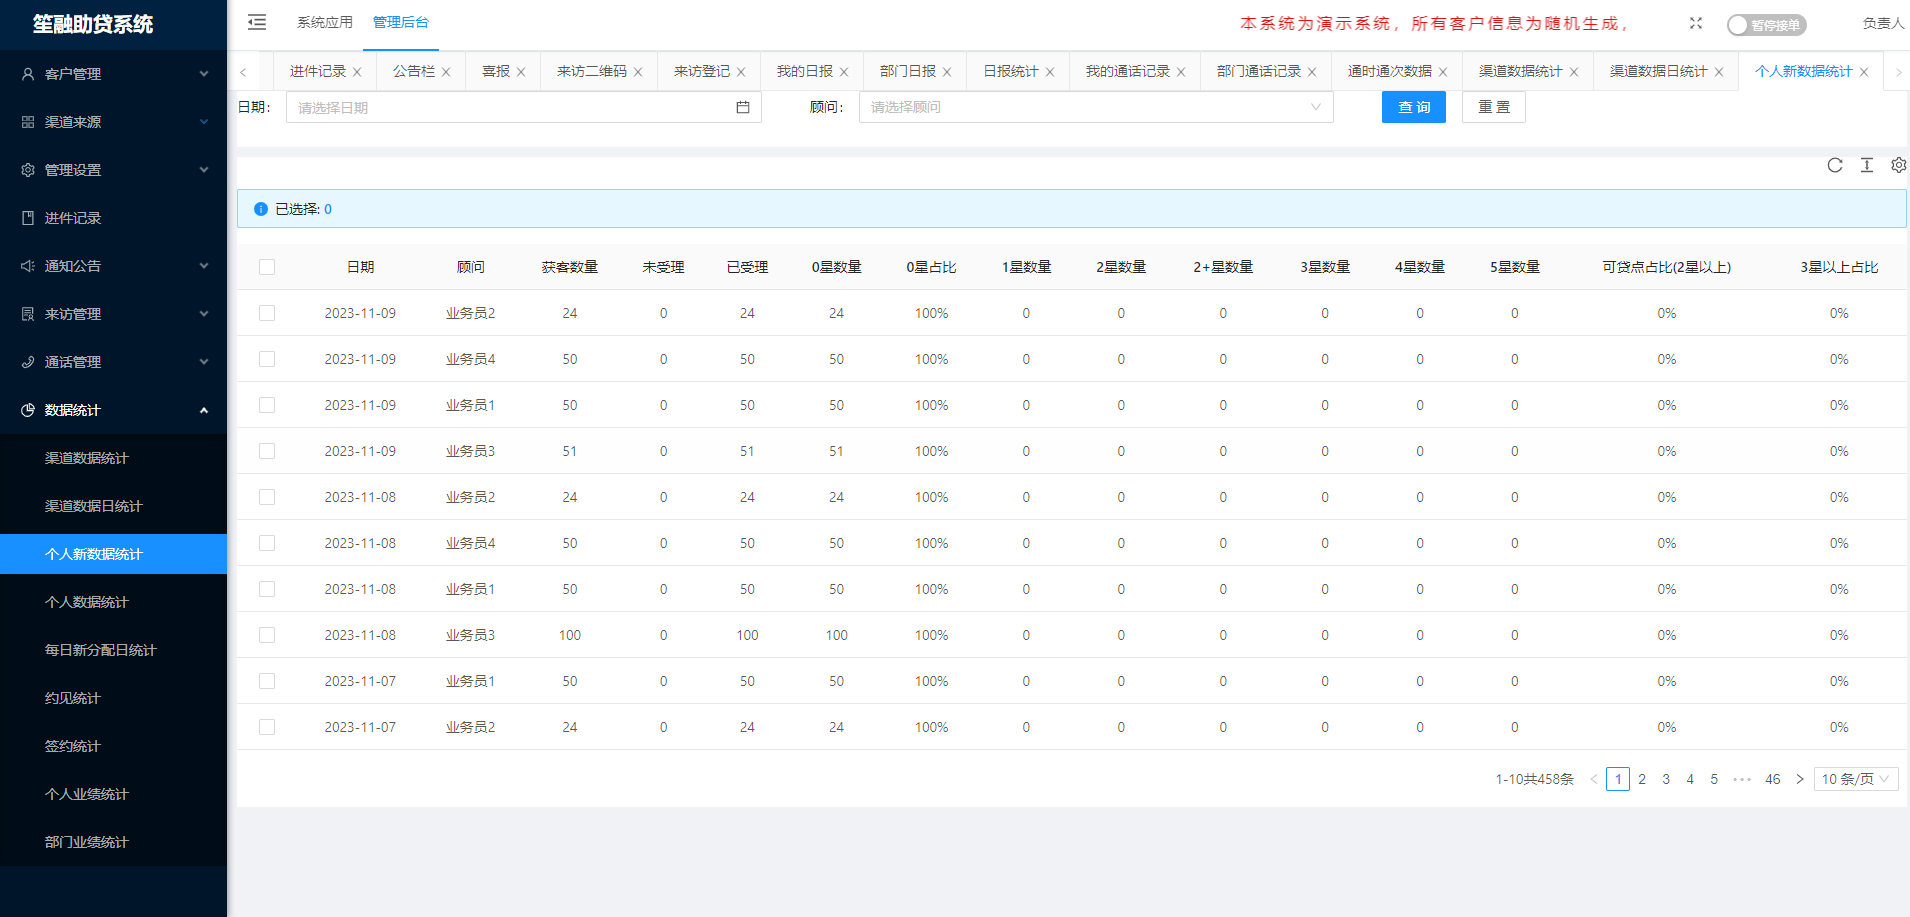 笙融助贷系统
系统应用 管理后台
本系统为演示系统，所有客户信息为随机生成，
暂停接单
负责人
进件记录 公告栏 喜报 来访二维码 来访登记 我的日报 部门日报 日报统计 我的通话记录 部门通话记录 通时通次数据 渠道数据统计 渠道数据日统计 个人新数据统计
客户管理
渠道来源
管理设置
进件记录
通知公告
来访管理
通话管理
数据统计
渠道数据统计
渠道数据日统计
个人新数据统计
个人数据统计
每日新分配日统计
约见统计
签约统计
个人业绩统计
部门业绩统计
日期： 请选择日期 顾问： 请选择顾问 查 询 重 置
已选择: 0
日期 顾问 获客数量 未受理 已受理 0星数量 0星占比 1星数量 2星数量 2+星数量 3星数量 4星数量 5星数量 可贷点占比(2星以上) 3星以上占比
2023-11-09 业务员2 24 0 24 24 100% 0 0 0 0 0 0 0% 0%
2023-11-09 业务员4 50 0 50 50 100% 0 0 0 0 0 0 0% 0%
2023-11-09 业务员1 50 0 50 50 100% 0 0 0 0 0 0 0% 0%
2023-11-09 业务员3 51 0 51 51 100% 0 0 0 0 0 0 0% 0%
2023-11-08 业务员2 24 0 24 24 100% 0 0 0 0 0 0 0% 0%
2023-11-08 业务员4 50 0 50 50 100% 0 0 0 0 0 0 0% 0%
2023-11-08 业务员1 50 0 50 50 100% 0 0 0 0 0 0 0% 0%
2023-11-08 业务员3 100 0 100 100 100% 0 0 0 0 0 0 0% 0%
2023-11-07 业务员1 50 0 50 50 100% 0 0 0 0 0 0 0% 0%
2023-11-07 业务员2 24 0 24 24 100% 0 0 0 0 0 0 0% 0%
1-10共458条 1 2 3 4 5 ••• 46 10 条/页